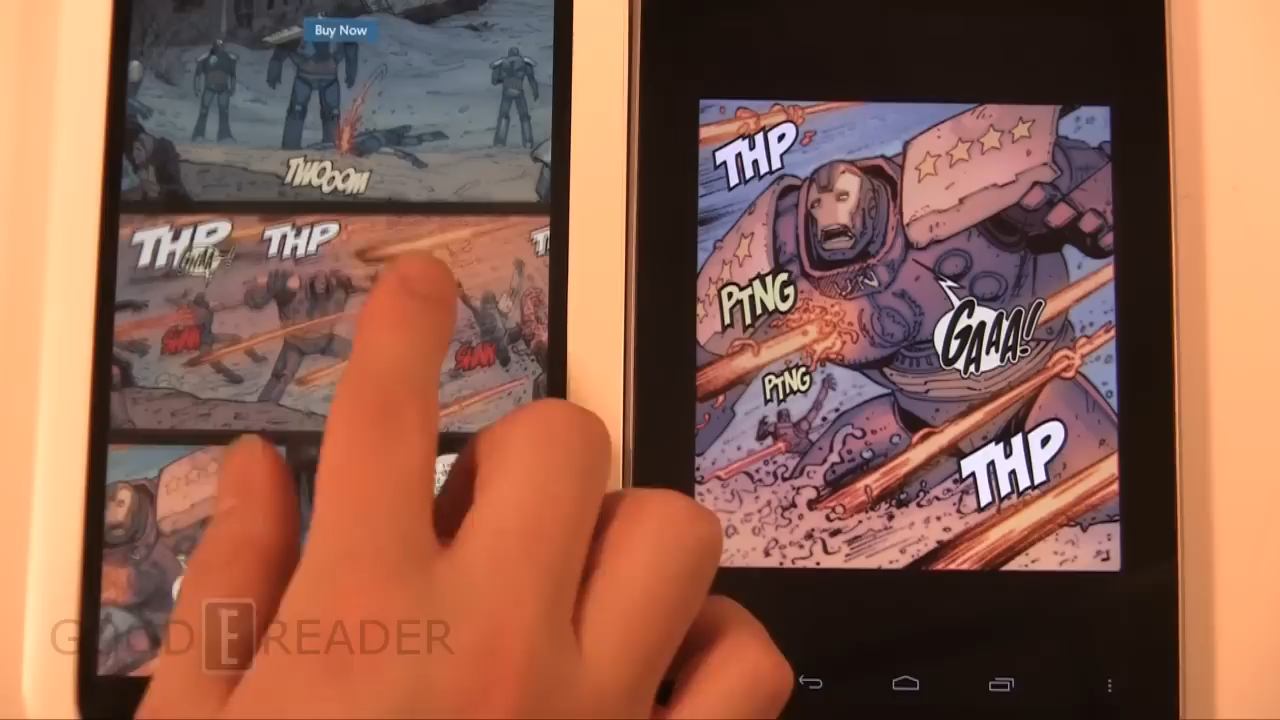 Buy Now
TWOOOM
THP
THP
THP
PTNG
GAAA!
PTNG
THP
GOOD E READER